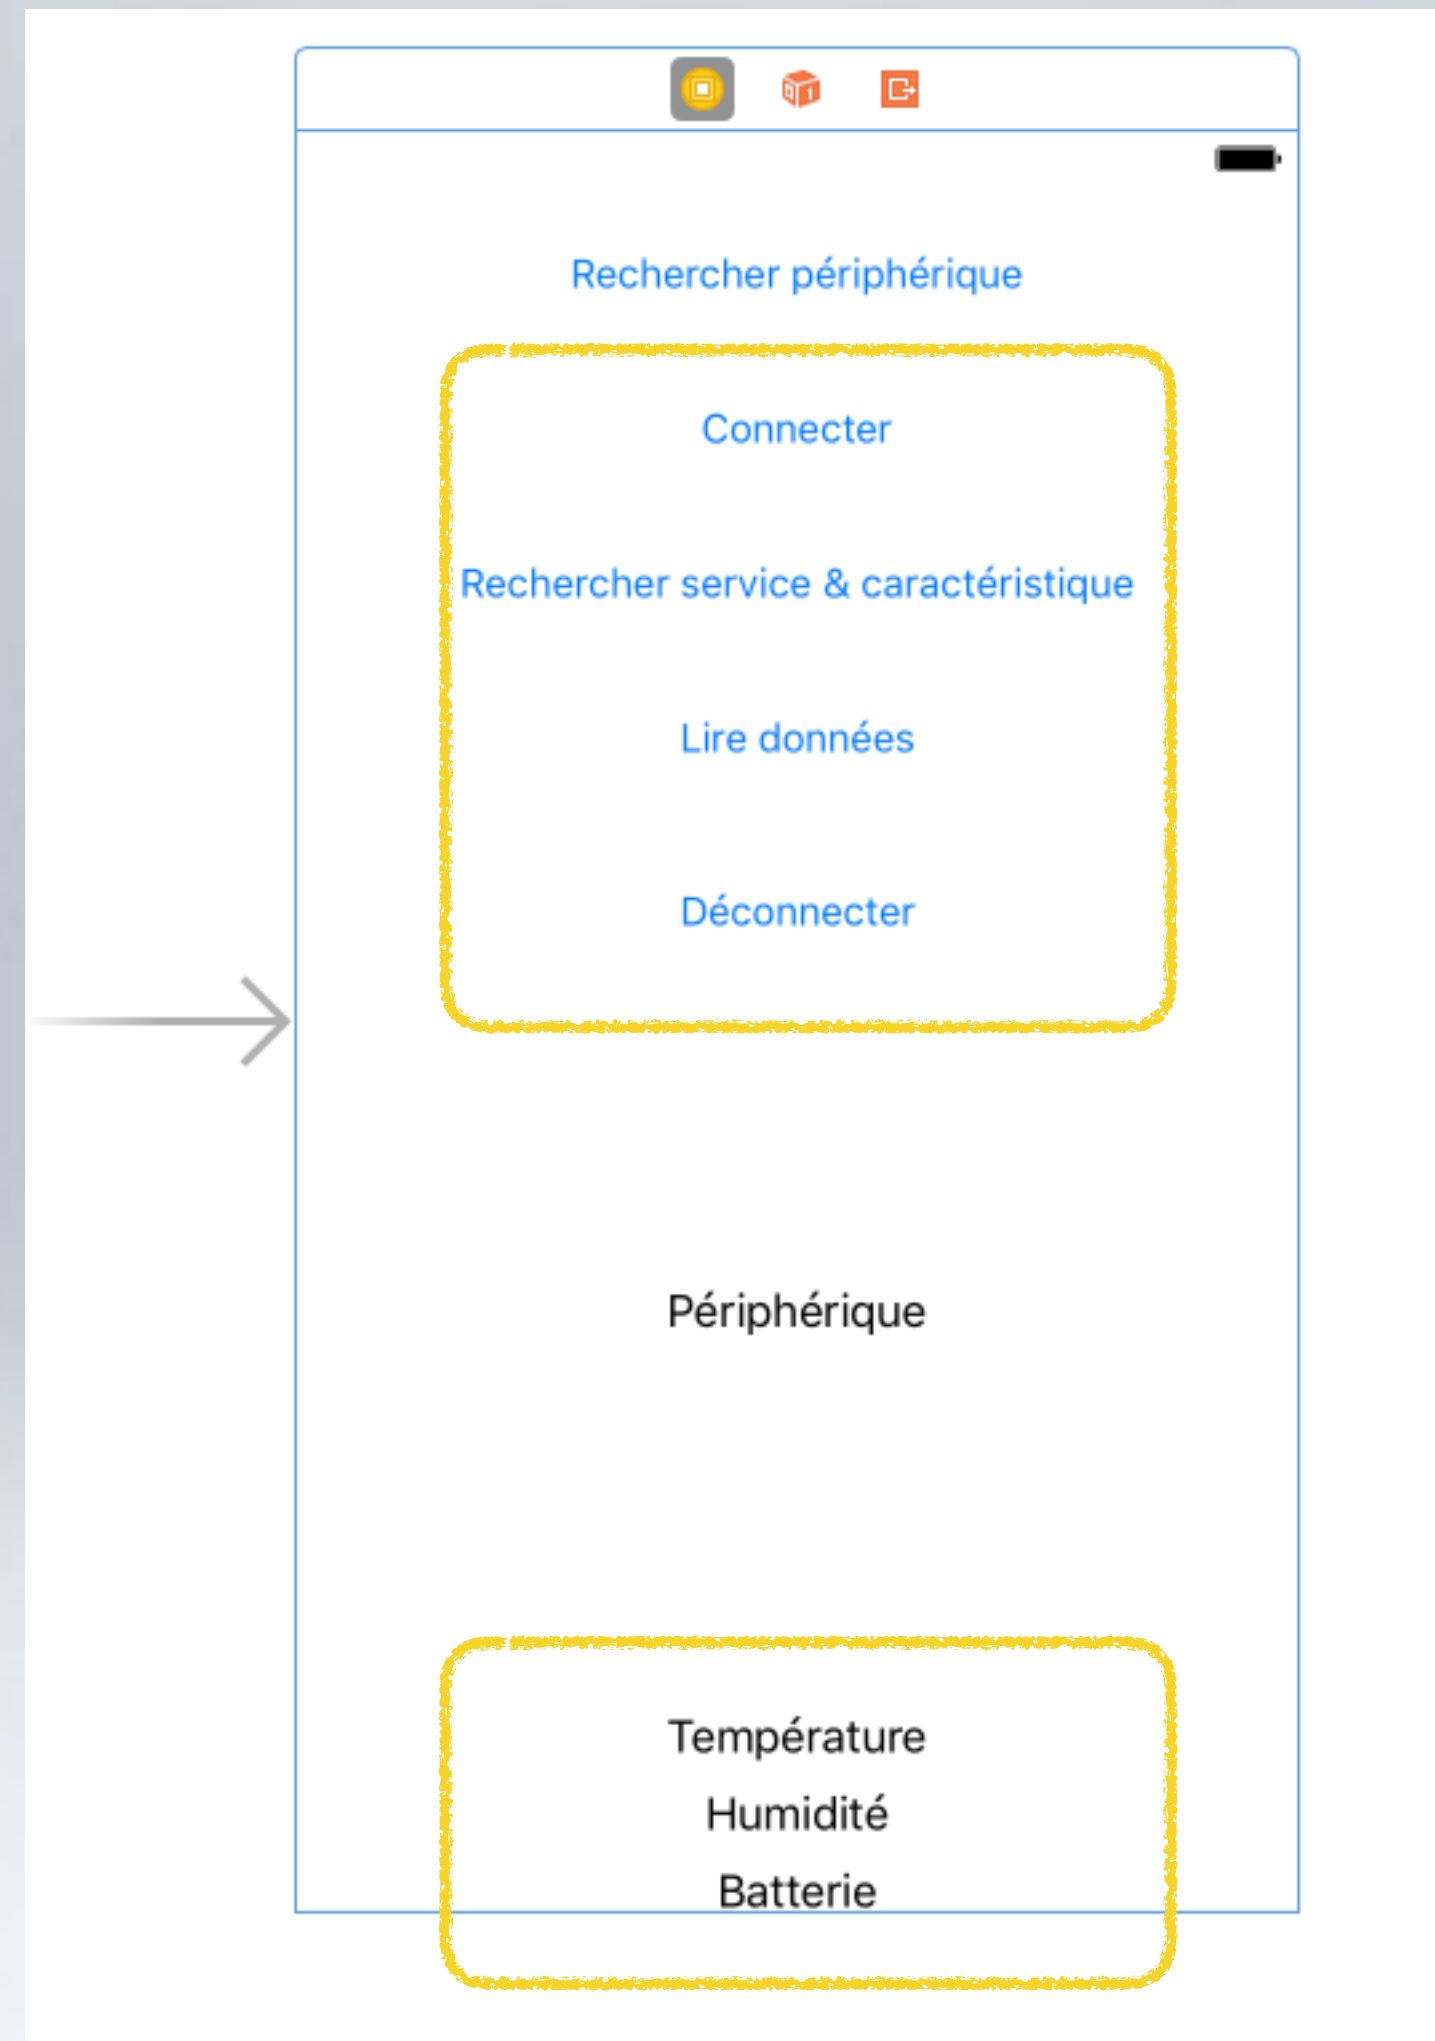 Rechercher périphérique
Connecter
Rechercher service & caractéristique
Lire données
Déconnecter
Périphérique
Température
Humidité
Batterie